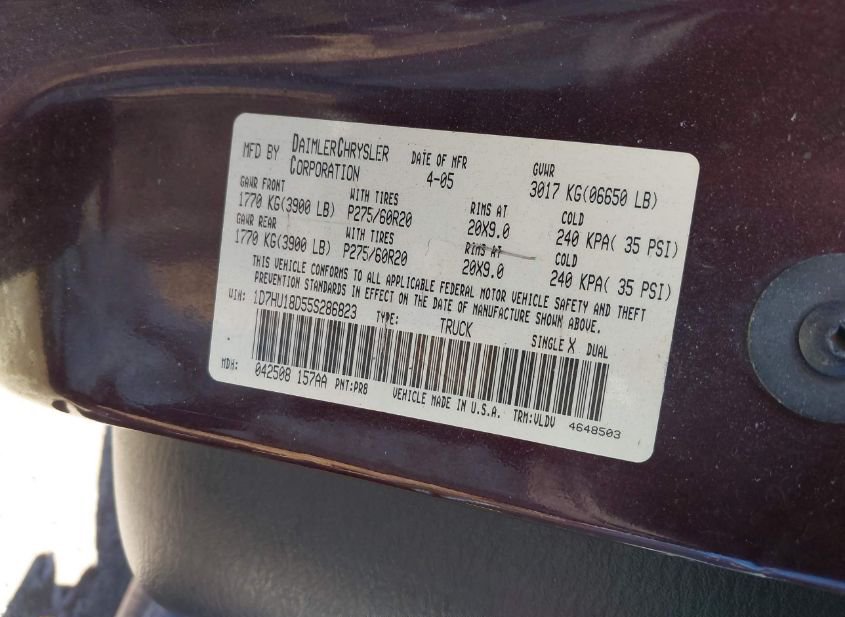 MFD BY DAIMLERCHRYSLER CORPORATION DATE OF MFR 4-05 GVWR 3017 KG(06650 LB)
GAWR FRONT WITH TIRES RIMS AT COLD
1770 KG(3900 LB) P275/60R20 20X9.0 240 KPA( 35 PSI)
GAWR REAR WITH TIRES RIMS AT COLD
1770 KG(3900 LB) P275/60R20 20X9.0 240 KPA( 35 PSI)
THIS VEHICLE CONFORMS TO ALL APPLICABLE FEDERAL MOTOR VEHICLE SAFETY AND THEFT
PREVENTION STANDARDS IN EFFECT ON THE DATE OF MANUFACTURE SHOWN ABOVE.
VIN: 1D7HU18D55S286823 TYPE: TRUCK SINGLE X DUAL
MDH: 042508 157AA PNT:PR8 VEHICLE MADE IN U.S.A. TRM:VLDV 4648503